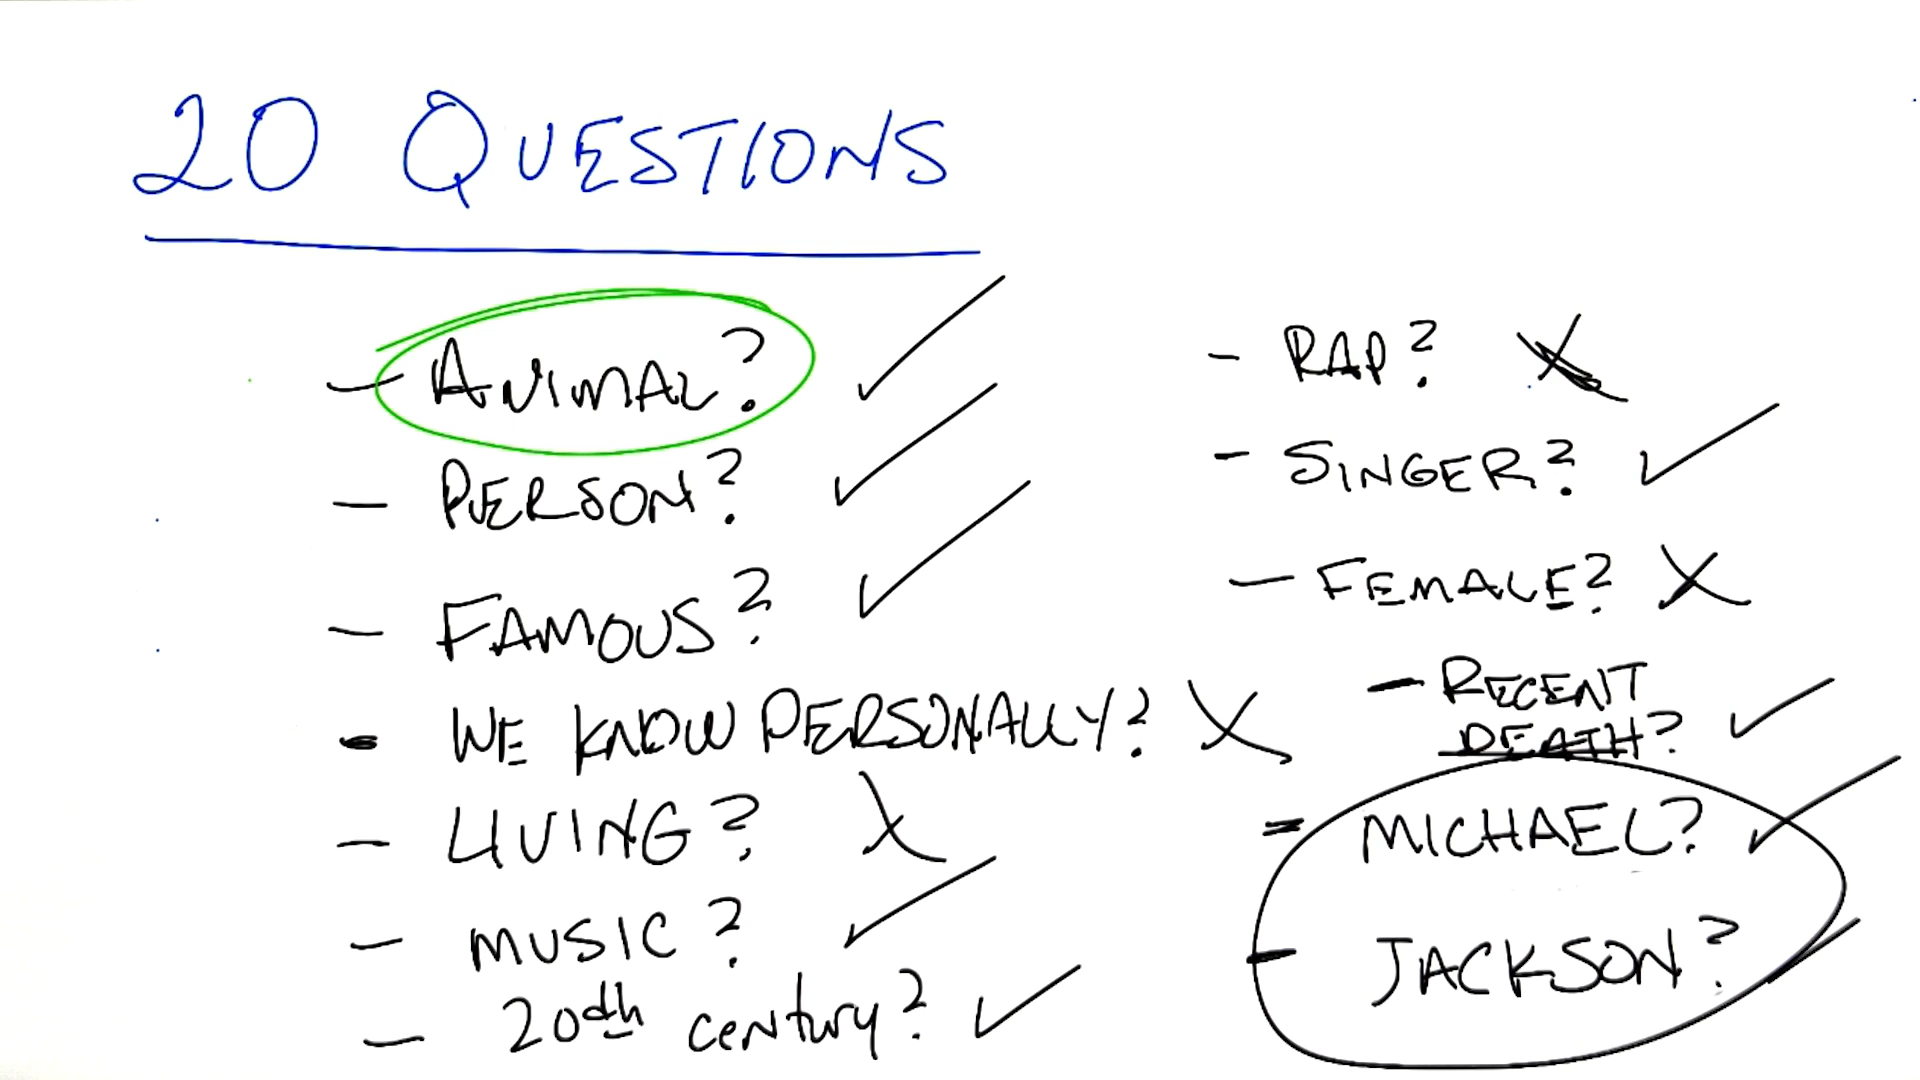 20 QUESTIONS
- ANIMAL? ✓
- PERSON? ✓
- FAMOUS? ✓
- WE KNOW PERSONALLY? X
- LIVING? X
- MUSIC? ✓
- 20th century? ✓
- RAP? X
- SINGER? ✓
- FEMALE? X
- RECENT
DEATH? ✓
- MICHAEL? ✓
- JACKSON? ✓